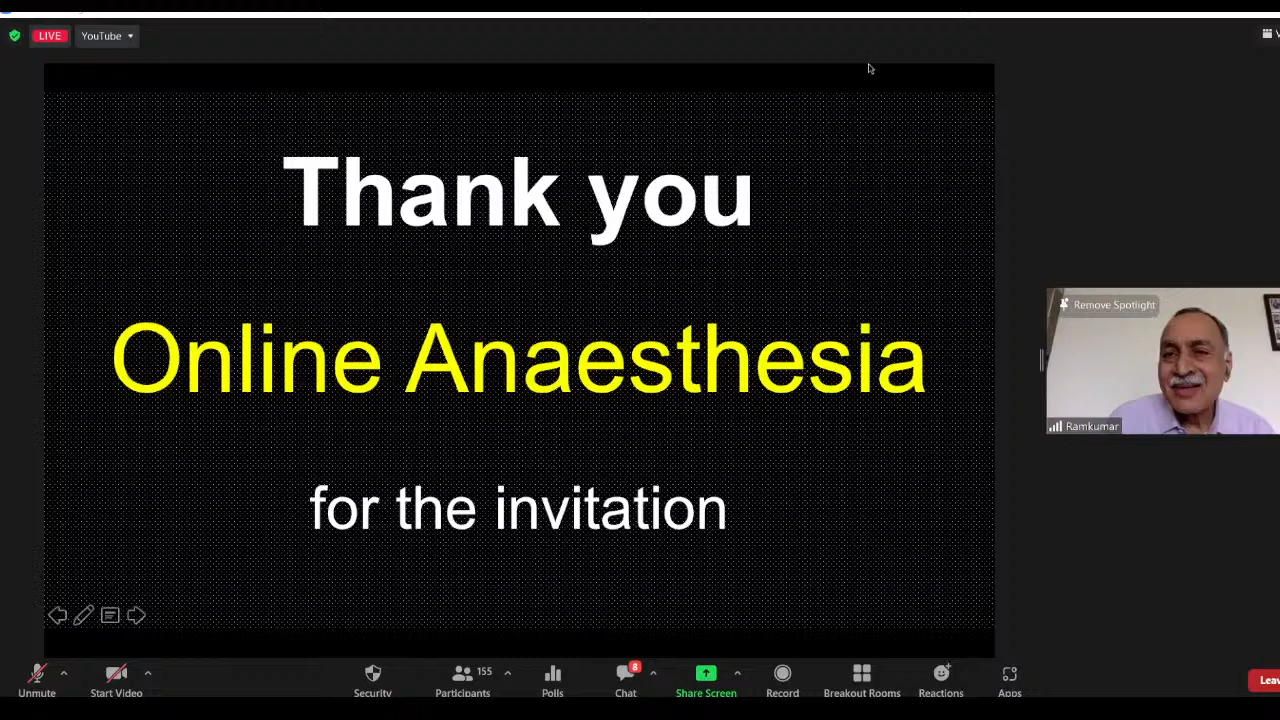 LIVE
YouTube
Thank you
Online Anaesthesia
for the invitation
Remove Spotlight
Ramkumar
Unmute
Start Video
Security
155
Participants
Polls
8
Chat
Share Screen
Record
Breakout Rooms
Reactions
Apps
Leav